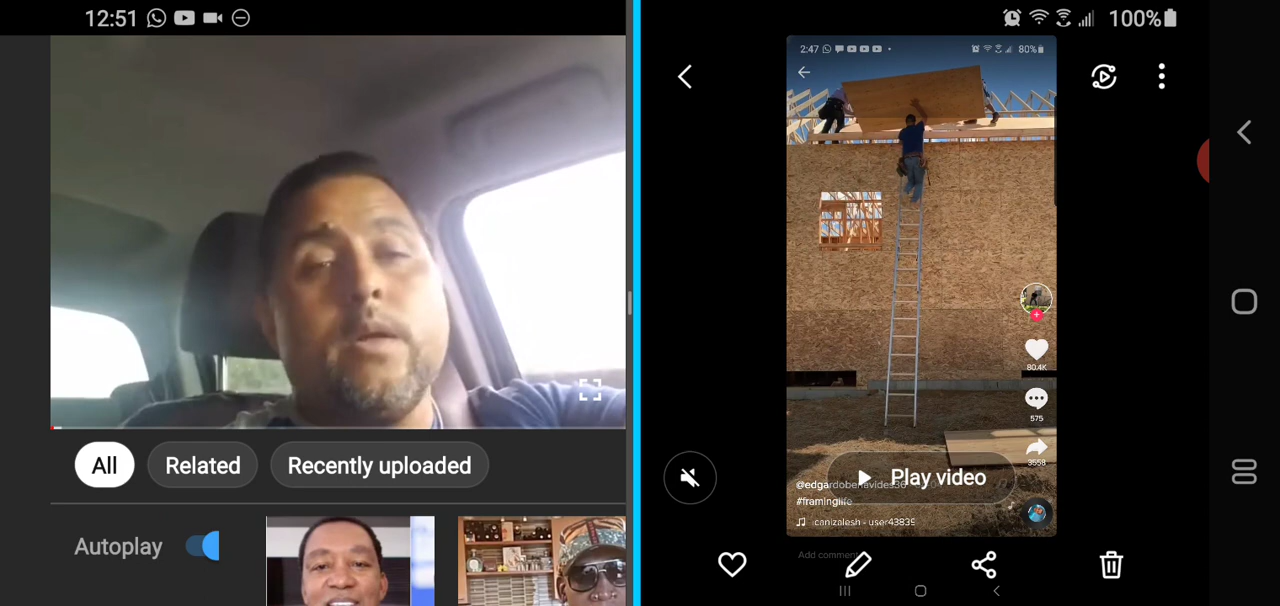 12:51
All
Related
Recently uploaded
Autoplay
100%
2:47
80%
80.4K
575
3558
Play video
#framinglife
canizalesh - user43839
Add comment